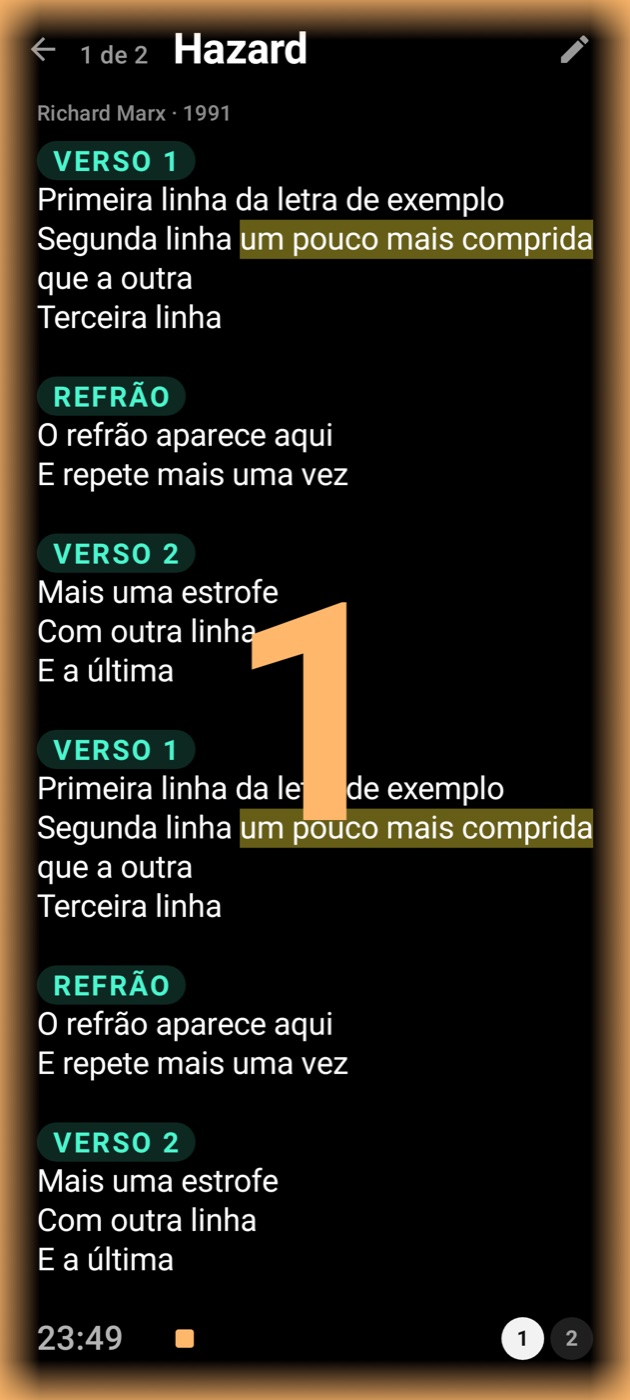 1 de 2 Hazard
Richard Marx · 1991
VERSO 1
Primeira linha da letra de exemplo
Segunda linha um pouco mais comprida
que a outra
Terceira linha
REFRÃO
O refrão aparece aqui
E repete mais uma vez
VERSO 2
Mais uma estrofe
Com outra linha
E a última
1
VERSO 1
Primeira linha da letra de exemplo
Segunda linha um pouco mais comprida
que a outra
Terceira linha
REFRÃO
O refrão aparece aqui
E repete mais uma vez
VERSO 2
Mais uma estrofe
Com outra linha
E a última
23:49 1 2